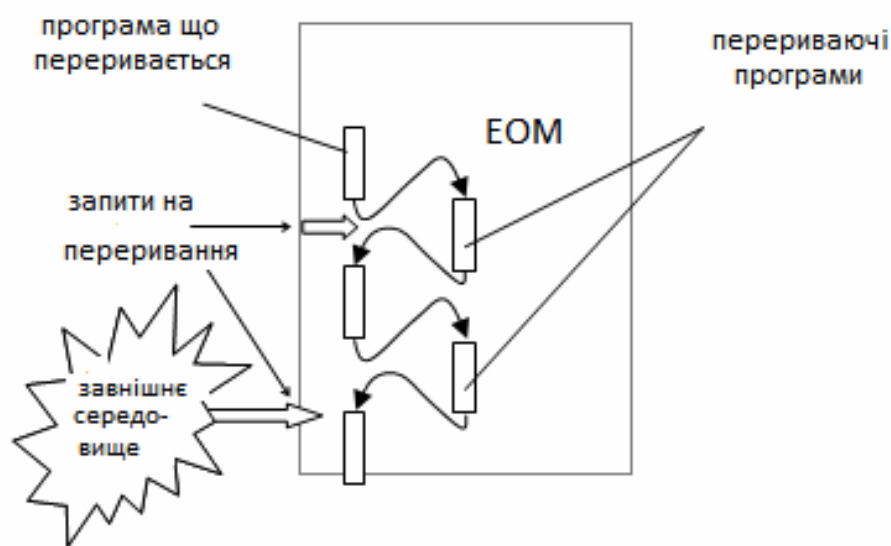 програма що
переривається
ЕОМ
перериваючі
програми
запити на
переривання
завнішнє
середо-
вище